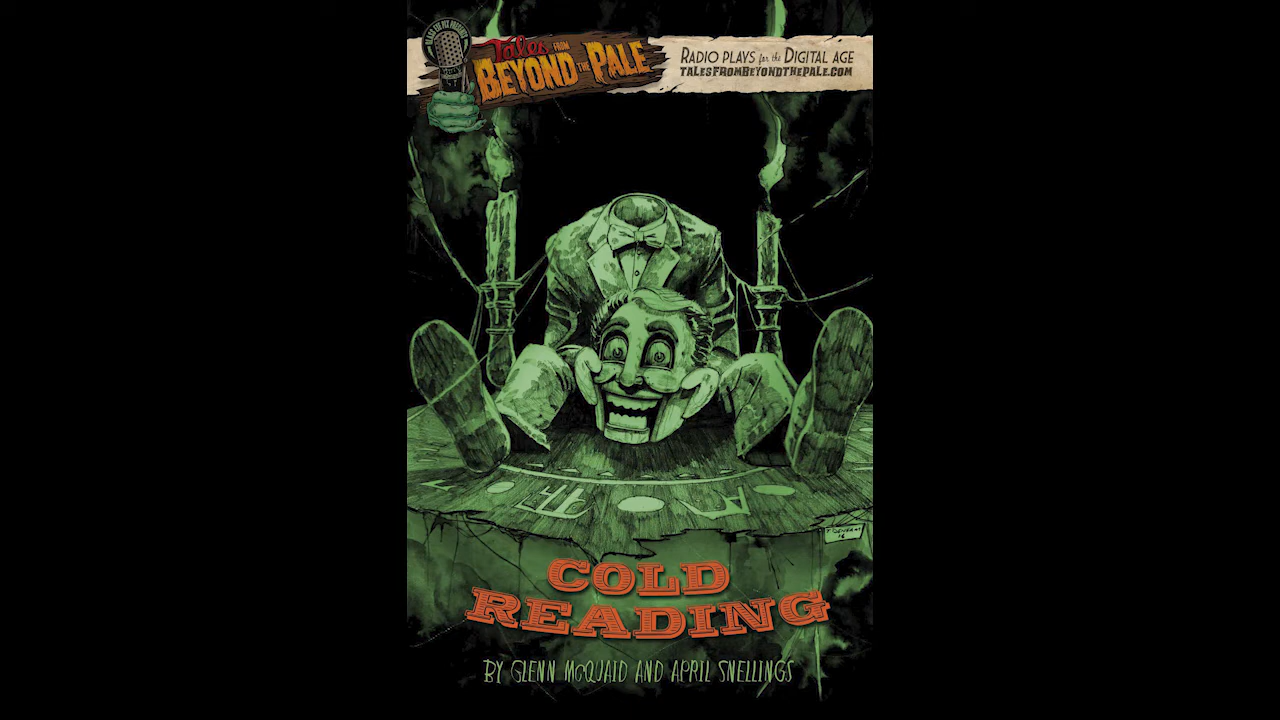 Tales FROM
BEYOND THE PALE
RADIO PLAYS for the DIGITAL AGE
TALESFROMBEYONDTHEPALE.COM
COLD
READING
BY GLENN McQUAID AND APRIL SNELLINGS